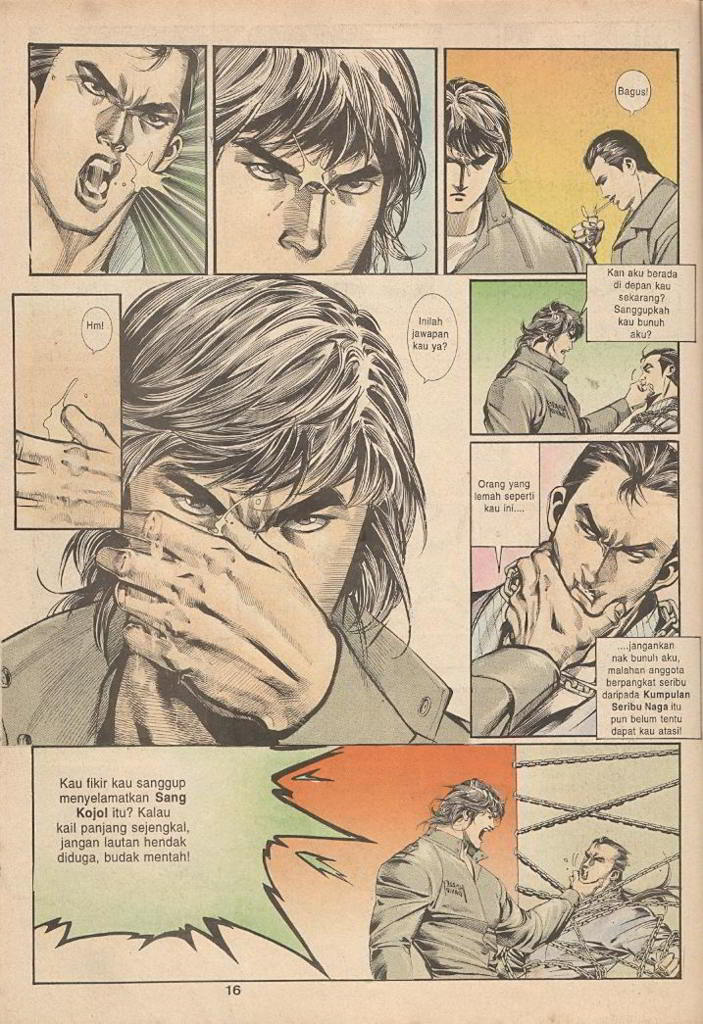 Bagus!
Hm!
Inilah
jawapan
kau ya?
Kan aku berada
di depan kau
sekarang?
Sanggupkah
kau bunuh
aku?
Orang yang
lemah seperti
kau ini....
....jangankan
nak bunuh aku,
malahan anggota
berpangkat seribu
daripada Kumpulan
Seribu Naga itu
pun belum tentu
dapat kau atasi!
Kau fikir kau sanggup
menyelamatkan Sang
Kojol itu? Kalau
kail panjang sejengkal,
jangan lautan hendak
diduga, budak mentah!
16